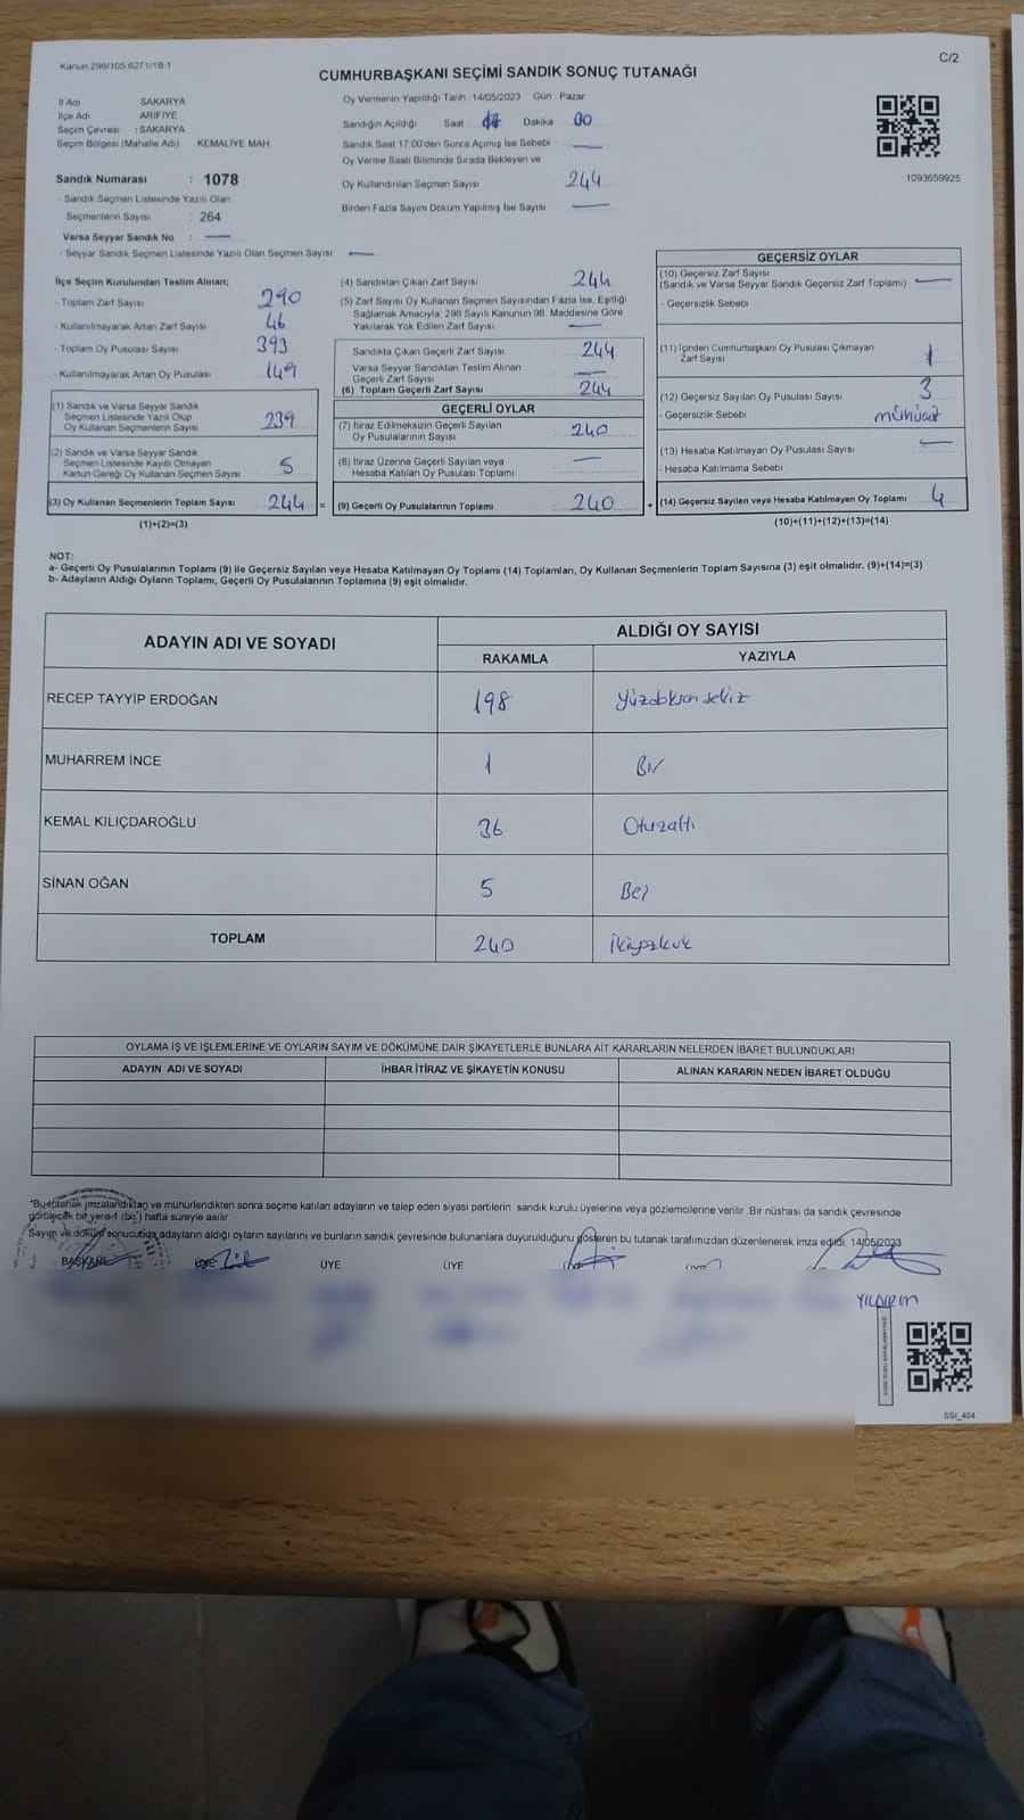 Kanun 298/105 6271/18-1
C/2
CUMHURBAŞKANI SEÇİMİ SANDIK SONUÇ TUTANAĞI
İl Adı SAKARYA
İlçe Adı ARİFİYE
Seçim Çevresi : SAKARYA
Seçim Bölgesi (Mahalle Adı) KEMALİYE MAH
Sandık Numarası : 1078
- Sandık Seçmen Listesinde Yazılı Olan
Seçmenlerin Sayısı : 264
Varsa Seyyar Sandık No : —
- Seyyar Sandık Seçmen Listesinde Yazılı Olan Seçmen Sayısı —
Oy Vermenin Yapıldığı Tarih : 14/05/2023 Gün : Pazar
Sandığın Açıldığı Saat Dakika 00
Sandık Saat 17:00'den Sonra Açılmış İse Sebebi —
Oy Verme Saati Bitiminde Sırada Bekleyen ve
Oy Kullandırılan Seçmen Sayısı 244
Birden Fazla Sayım Döküm Yapılmış İse Sayısı —
1093659925
İlçe Seçim Kurulundan Teslim Alınan;
- Toplam Zarf Sayısı 290
- Kullanılmayarak Artan Zarf Sayısı 46
- Toplam Oy Pusulası Sayısı 393
- Kullanılmayarak Artan Oy Pusulası 149
(1) Sandık ve Varsa Seyyar Sandık
Seçmen Listesinde Yazılı Olup
Oy Kullanan Seçmenlerin Sayısı 239
(2) Sandık ve Varsa Seyyar Sandık
Seçmen Listesinde Kayıtlı Olmayan
Kanun Gereği Oy Kullanan Seçmen Sayısı 5
(3) Oy Kullanan Seçmenlerin Toplam Sayısı 244 =
(1)+(2)=(3)
(4) Sandıktan Çıkan Zarf Sayısı 244
(5) Zarf Sayısı Oy Kullanan Seçmen Sayısından Fazla İse, Eşitliği
Sağlamak Amacıyla, 298 Sayılı Kanunun 98. Maddesine Göre
Yakılarak Yok Edilen Zarf Sayısı —
Sandıkta Çıkan Geçerli Zarf Sayısı 244
Varsa Seyyar Sandıktan Teslim Alınan
Geçerli Zarf Sayısı —
(6) Toplam Geçerli Zarf Sayısı 244
GEÇERLİ OYLAR
(7) İtiraz Edilmeksizin Geçerli Sayılan
Oy Pusulalarının Sayısı 240
(8) İtiraz Üzerine Geçerli Sayılan veya
Hesaba Katılan Oy Pusulası Toplamı —
(9) Geçerli Oy Pusulalarının Toplamı 240 +
GEÇERSİZ OYLAR
(10) Geçersiz Zarf Sayısı
(Sandık ve Varsa Seyyar Sandık Geçersiz Zarf Toplamı) —
- Geçersizlik Sebebi
(11) İçinden Cumhurbaşkanı Oy Pusulası Çıkmayan
Zarf Sayısı 1
(12) Geçersiz Sayılan Oy Pusulası Sayısı 3
- Geçersizlik Sebebi
(13) Hesaba Katılmayan Oy Pusulası Sayısı —
- Hesaba Katılmama Sebebi
(14) Geçersiz Sayılan veya Hesaba Katılmayan Oy Toplamı 4
(10)+(11)+(12)+(13)=(14)
NOT:
a- Geçerli Oy Pusulalarının Toplamı (9) ile Geçersiz Sayılan veya Hesaba Katılmayan Oy Toplamı (14) Toplamları, Oy Kullanan Seçmenlerin Toplam Sayısına (3) eşit olmalıdır. (9)+(14)=(3)
b- Adayların Aldığı Oyların Toplamı, Geçerli Oy Pusulalarının Toplamına (9) eşit olmalıdır.
ADAYIN ADI VE SOYADI ALDIĞI OY SAYISI
RAKAMLA YAZIYLA
RECEP TAYYİP ERDOĞAN 198 Yüzdoksan sekiz
MUHARREM İNCE 1 Bir
KEMAL KILIÇDAROĞLU 36 Otuzaltı
SİNAN OĞAN 5 Beş
TOPLAM 240 ikiyüzkırk
OYLAMA İŞ VE İŞLEMLERİNE VE OYLARIN SAYIM VE DÖKÜMÜNE DAİR ŞİKAYETLERLE BUNLARA AİT KARARLARIN NELERDEN İBARET BULUNDUKLARI
ADAYIN ADI VE SOYADI İHBAR İTİRAZ VE ŞİKAYETİN KONUSU ALINAN KARARIN NEDEN İBARET OLDUĞU
*Bu tutanak imzalandıktan ve mühürlendikten sonra seçime katılan adayların ve talep eden siyasi partilerin sandık kurulu üyelerine veya gözlemcilerine verilir. Bir nüshası da sandık çevresinde
görülecek bir yere 1 (bir) hafta süreyle asılır
Sayım ve döküm sonucunda adayların aldığı oyların sayılarını ve bunların sandık çevresinde bulunanlara duyurulduğunu gösteren bu tutanak tarafımızdan düzenlenerek imza edildi. 14/05/2023
BAŞKAN ÜYE ÜYE ÜYE
YILDIRIM
SSI_404